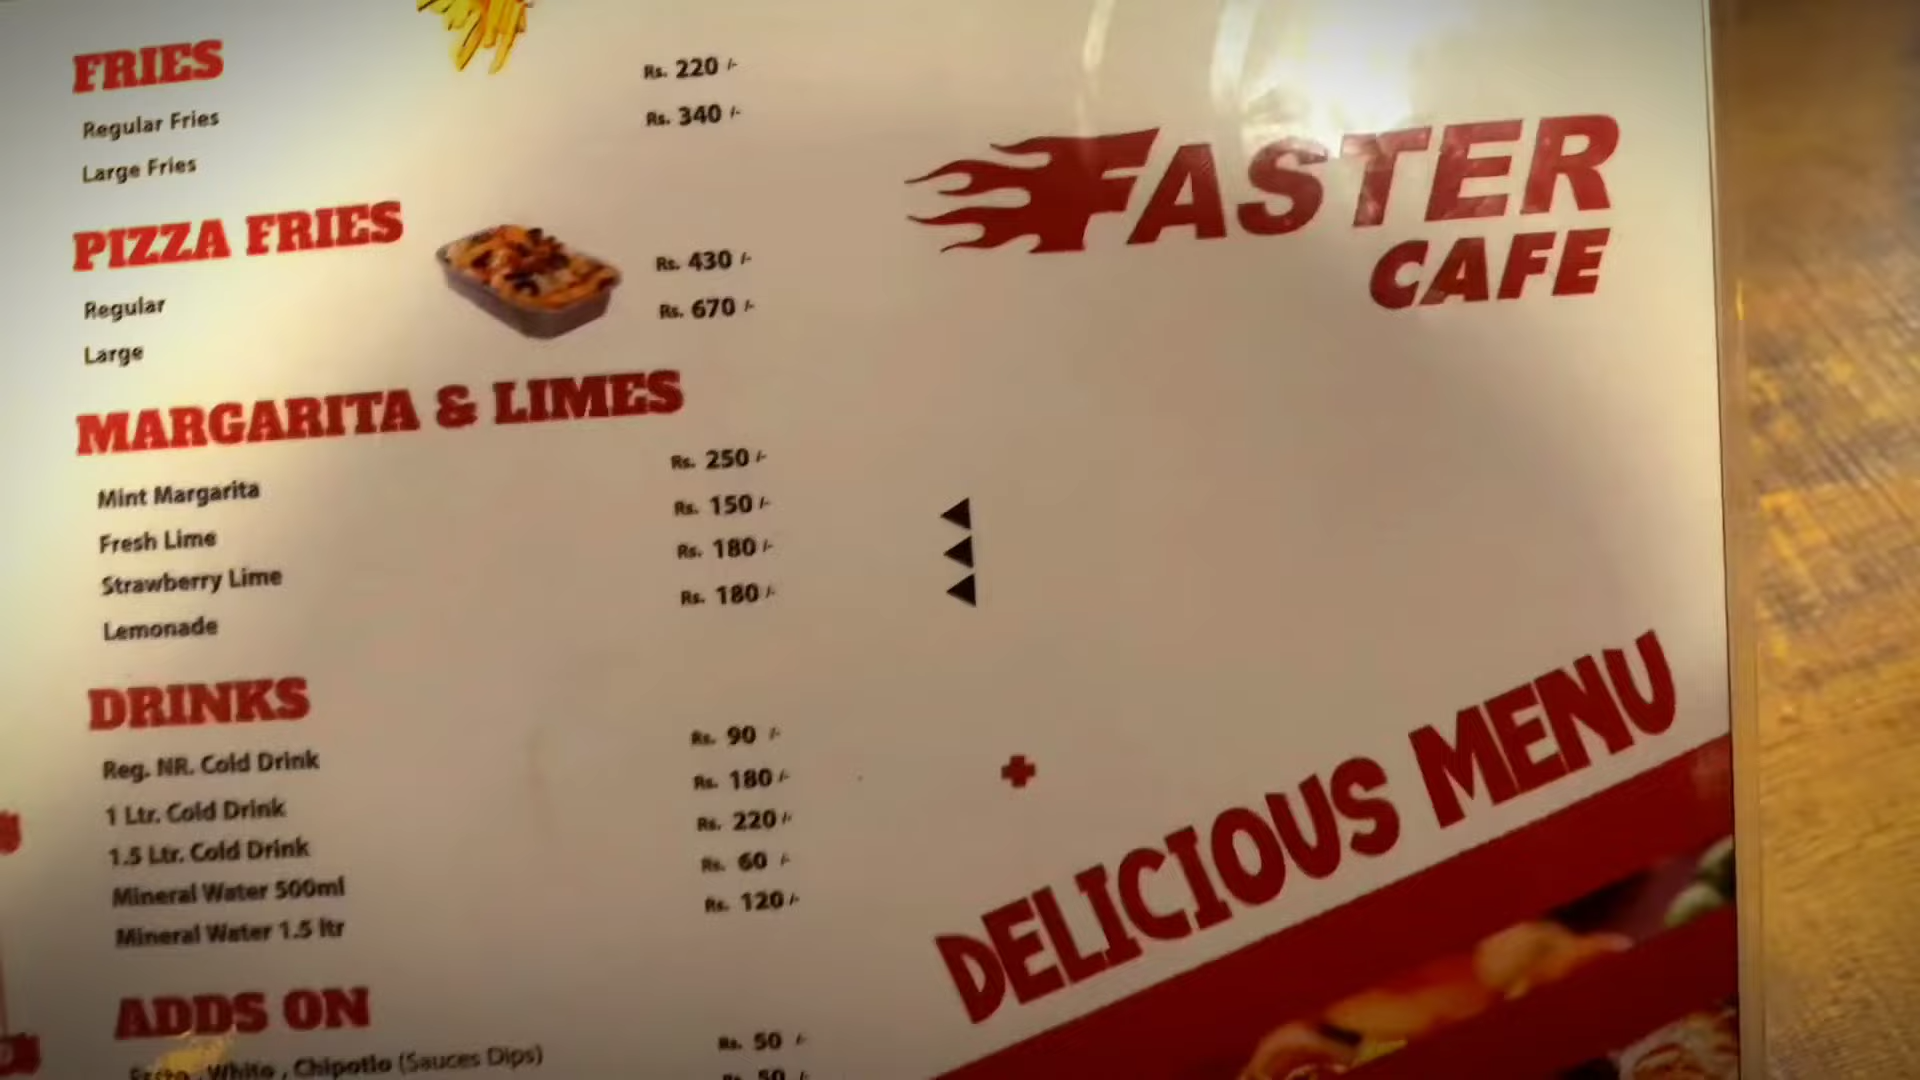 FRIES
Regular Fries Rs. 220 /-
Large Fries Rs. 340 /-
PIZZA FRIES
Regular Rs. 430 /-
Large Rs. 670 /-
MARGARITA & LIMES
Mint Margarita Rs. 250 /-
Fresh Lime Rs. 150 /-
Strawberry Lime Rs. 180 /-
Lemonade Rs. 180 /-
DRINKS
Reg. NR. Cold Drink Rs. 90 /-
1 Ltr. Cold Drink Rs. 180 /-
1.5 Ltr. Cold Drink Rs. 220 /-
Mineral Water 500ml Rs. 60 /-
Mineral Water 1.5 ltr Rs. 120 /-
ADDS ON
, White , Chipotlo (Sauces Dips) Rs. 50 /-
Rs. 50 /-
FASTER
CAFE
DELICIOUS MENU